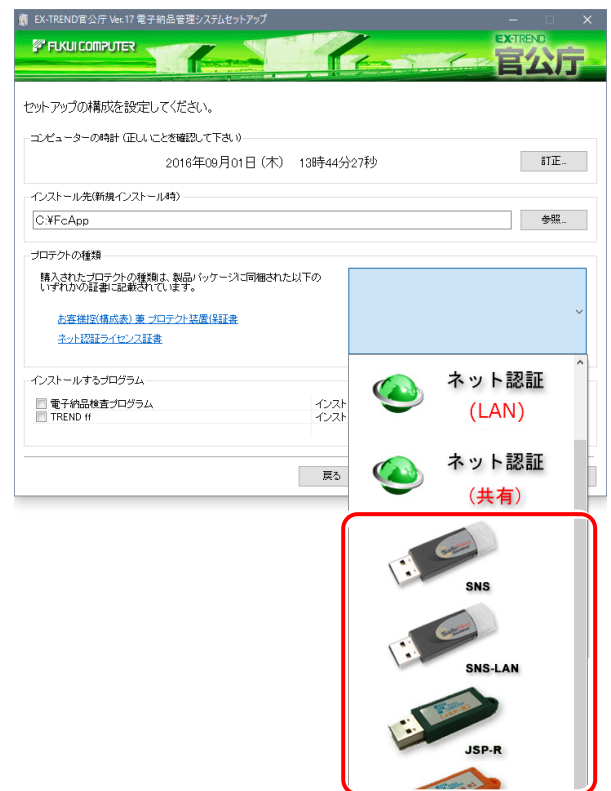 EX-TREND官公庁 Ver.17 電子納品管理システムセットアップ
FUKUI COMPUTER
EX-TREND
官公庁
セットアップの構成を設定してください。
コンピューターの時計 (正しいことを確認して下さい)
2016年09月01日 (木) 13時44分27秒
訂正...
インストール先(新規インストール時)
C:¥FcApp
参照...
プロテクトの種類
購入されたプロテクトの種類は、製品パッケージに同梱された以下の
いずれかの証書に記載されています。
お客様控(構成表) 兼 プロテクト装置保証書
ネット認証ライセンス証書
ネット認証
(LAN)
ネット認証
(共有)
インストールするプログラム
電子納品検査プログラム
インスト
TREND ff
インスト
戻る
SNS
SNS-LAN
JSP-R